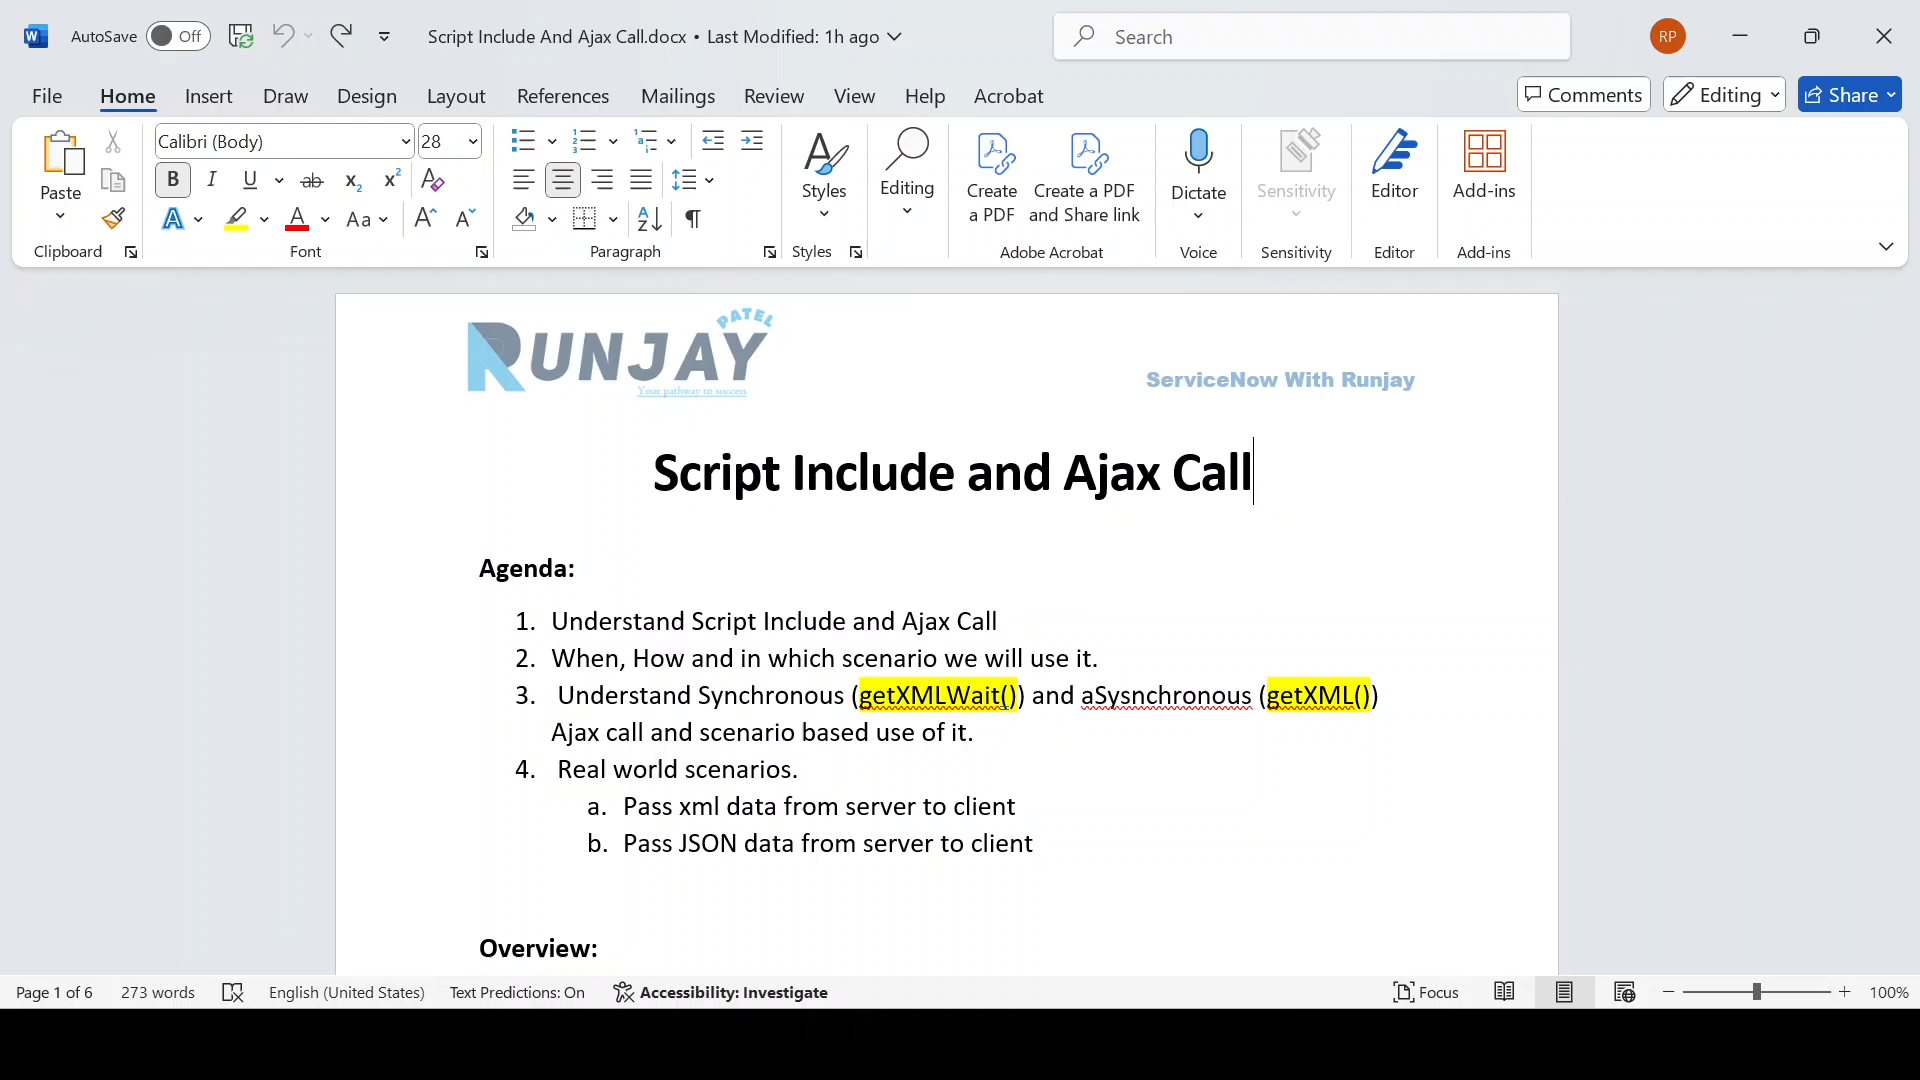 AutoSave Off Script Include And Ajax Call.docx • Last Modified: 1h ago Search RP
File Home Insert Draw Design Layout References Mailings Review View Help Acrobat Comments Editing Share
Calibri (Body) 28
Paste
B I U ab x₂ x² A
A A Aa A A
Clipboard Font Paragraph
Styles
Styles
Editing
Create
a PDF
Create a PDF
and Share link
Adobe Acrobat
Dictate
Voice
Sensitivity
Sensitivity
Editor
Editor
Add-ins
Add-ins
PATEL
RUNJAY
Your pathway to success
ServiceNow With Runjay
Script Include and Ajax Call
Agenda:
1. Understand Script Include and Ajax Call
2. When, How and in which scenario we will use it.
3. Understand Synchronous (getXMLWait()) and aSysnchronous (getXML())
Ajax call and scenario based use of it.
4. Real world scenarios.
a. Pass xml data from server to client
b. Pass JSON data from server to client
Overview:
Page 1 of 6 273 words English (United States) Text Predictions: On Accessibility: Investigate Focus 100%